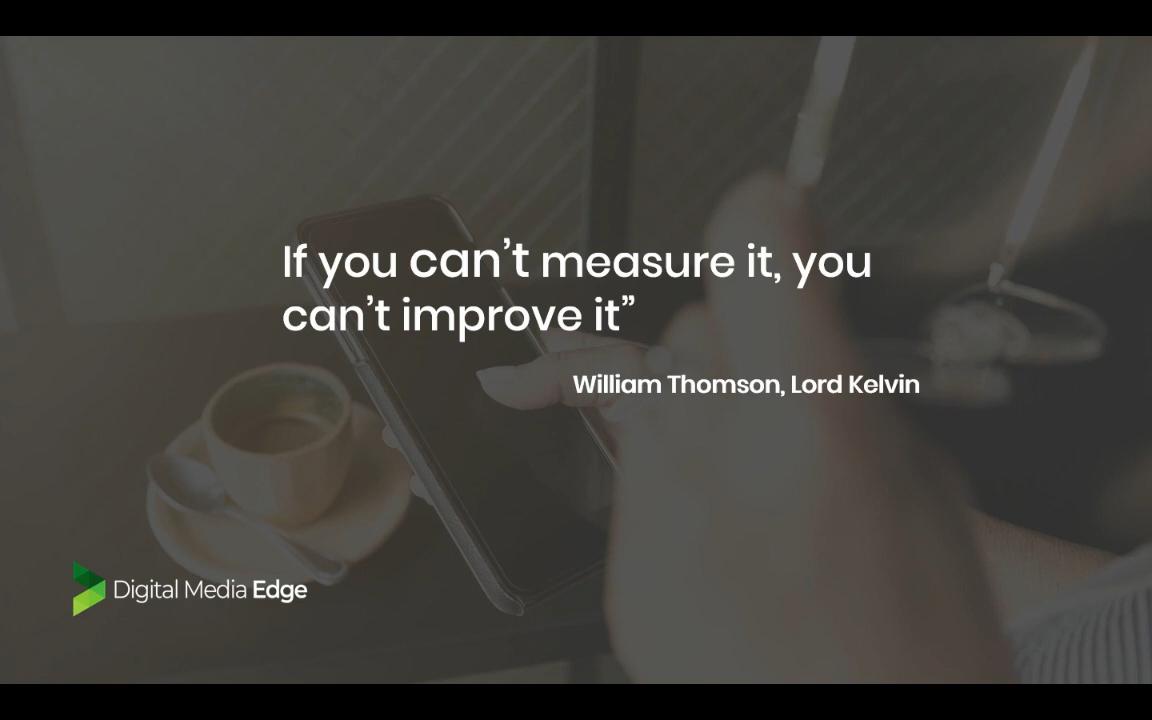 If you can’t measure it, you
can’t improve it”
William Thomson, Lord Kelvin
Digital Media Edge